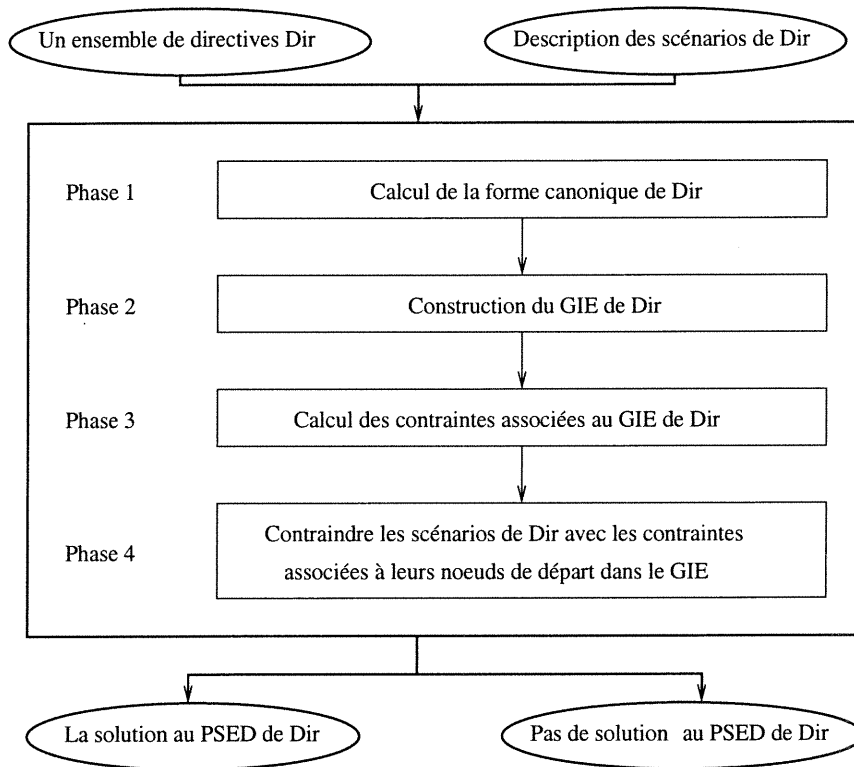 Un ensemble de directives Dir
Description des scénarios de Dir
Phase 1
Calcul de la forme canonique de Dir
Phase 2
Construction du GIE de Dir
Phase 3
Calcul des contraintes associées au GIE de Dir
Phase 4
Contraindre les scénarios de Dir avec les contraintes
associées à leurs noeuds de départ dans le GIE
La solution au PSED de Dir
Pas de solution au PSED de Dir